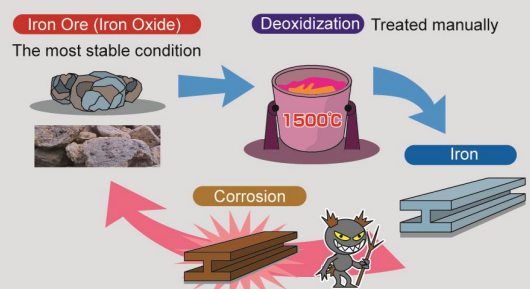 Iron Ore (Iron Oxide)
The most stable condition
Deoxidization Treated manually
1500℃
Iron
Corrosion